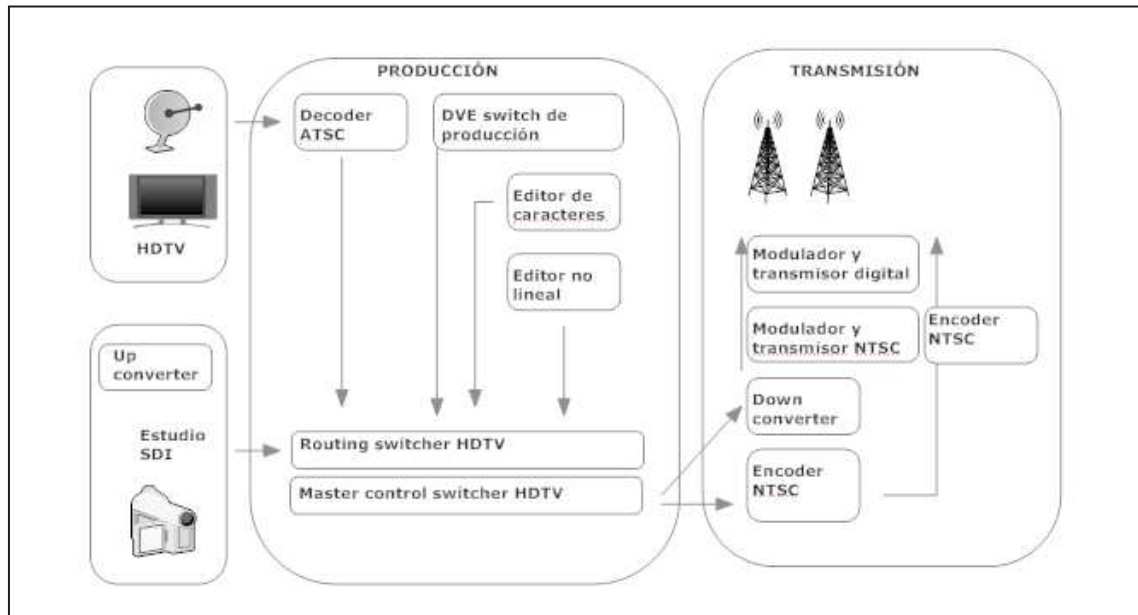 PRODUCCIÓN
TRANSMISIÓN
Decoder
ATSC
DVE switch de
producción
HDTV
Editor de
caracteres
Editor no
lineal
Modulador y
transmisor digital
Modulador y
transmisor NTSC
Encoder
NTSC
Up
converter
Estudio
SDI
Routing switcher HDTV
Master control switcher HDTV
Down
converter
Encoder
NTSC